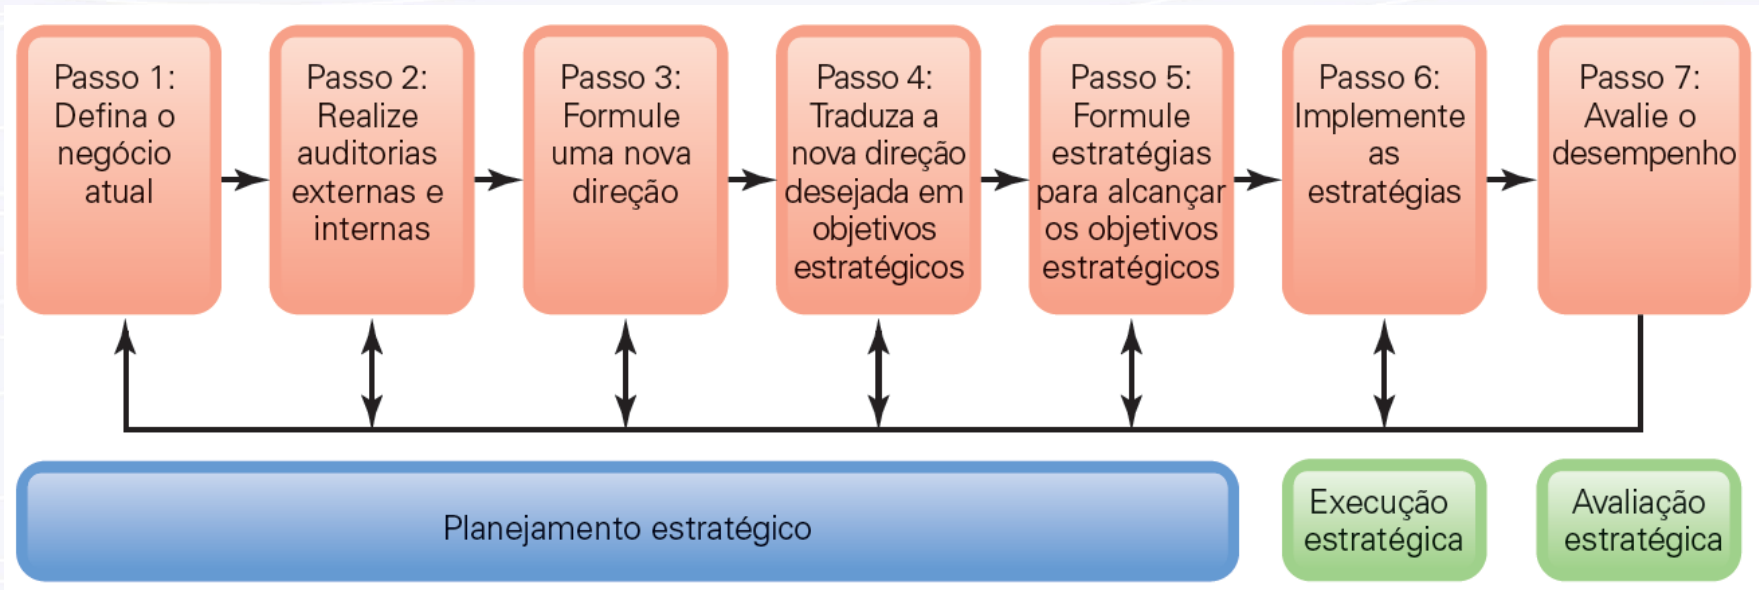 Passo 1:
Defina o
negócio
atual
Passo 2:
Realize
auditorias
externas e
internas
Passo 3:
Formule
uma nova
direção
Passo 4:
Traduza a
nova direção
desejada em
objetivos
estratégicos
Passo 5:
Formule
estratégias
para alcançar
os objetivos
estratégicos
Passo 6:
Implemente
as
estratégias
Passo 7:
Avalie o
desempenho
Planejamento estratégico
Execução
estratégica
Avaliação
estratégica